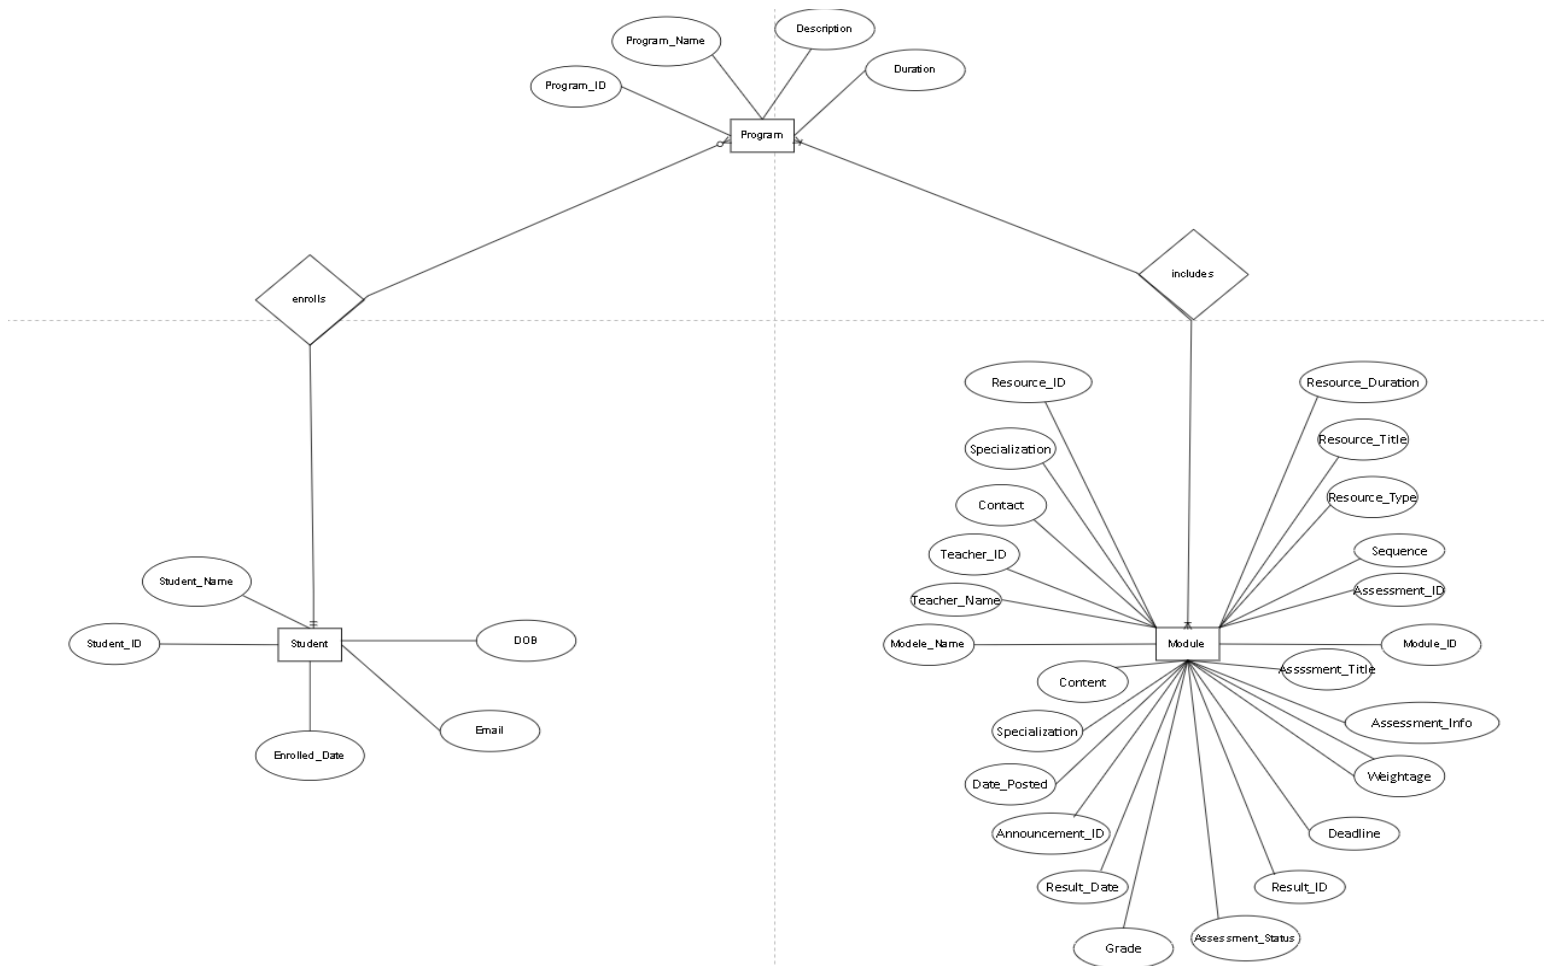 Description
Program_Name
Duration
Program_ID
Program
includes
enrolls
Resource_ID
Resource_Duration
Resource_Title
Specialization
Resource_Type
Contact
Sequence
Teacher_ID
Student_Name
Assessment_ID
Teacher_Name
DOB
Student_ID
Student
Modele_Name
Module
Module_ID
Asssssment_Title
Content
Assessment_Info
Email
Specialization
Enrolled_Date
Weightage
Date_Posted
Announcement_ID
Deadline
Result_Date
Result_ID
Assessment_Status
Grade